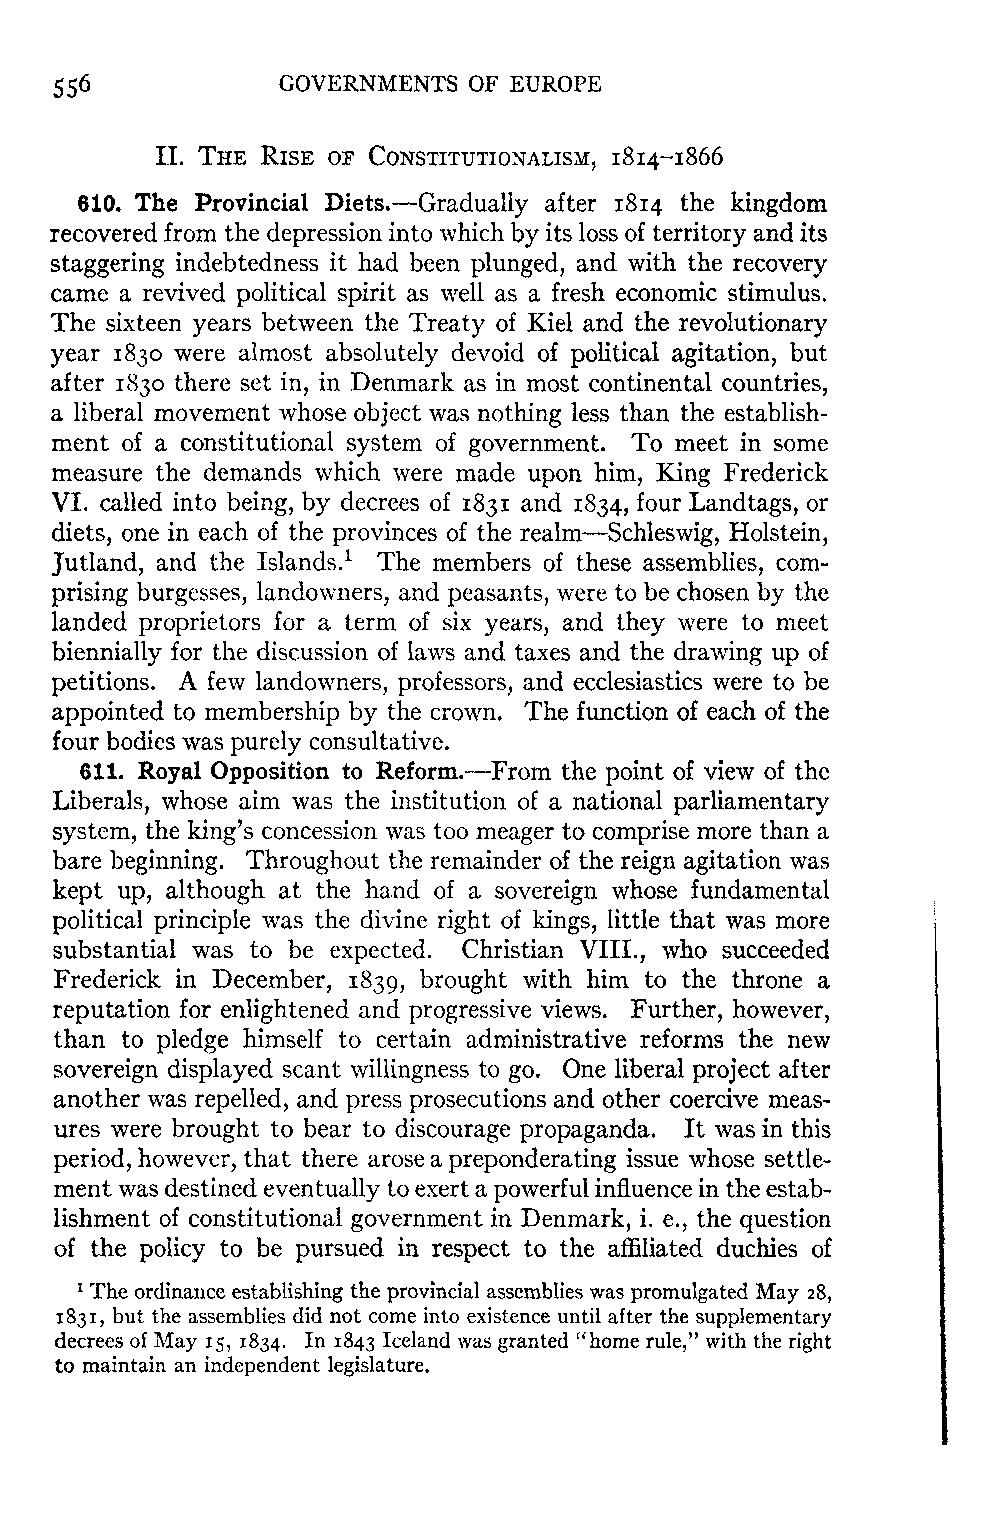 556 GOVERNMENTS OF EUROPE
II. THE RISE OF CONSTITUTIONALISM, 1814–1866
610. The Provincial Diets.—Gradually after 1814 the kingdom
recovered from the depression into which by its loss of territory and its
staggering indebtedness it had been plunged, and with the recovery
came a revived political spirit as well as a fresh economic stimulus.
The sixteen years between the Treaty of Kiel and the revolutionary
year 1830 were almost absolutely devoid of political agitation, but
after 1830 there set in, in Denmark as in most continental countries,
a liberal movement whose object was nothing less than the establish-
ment of a constitutional system of government. To meet in some
measure the demands which were made upon him, King Frederick
VI. called into being, by decrees of 1831 and 1834, four Landtags, or
diets, one in each of the provinces of the realm—Schleswig, Holstein,
Jutland, and the Islands.¹ The members of these assemblies, com-
prising burgesses, landowners, and peasants, were to be chosen by the
landed proprietors for a term of six years, and they were to meet
biennially for the discussion of laws and taxes and the drawing up of
petitions. A few landowners, professors, and ecclesiastics were to be
appointed to membership by the crown. The function of each of the
four bodies was purely consultative.
611. Royal Opposition to Reform.—From the point of view of the
Liberals, whose aim was the institution of a national parliamentary
system, the king's concession was too meager to comprise more than a
bare beginning. Throughout the remainder of the reign agitation was
kept up, although at the hand of a sovereign whose fundamental
political principle was the divine right of kings, little that was more
substantial was to be expected. Christian VIII., who succeeded
Frederick in December, 1839, brought with him to the throne a
reputation for enlightened and progressive views. Further, however,
than to pledge himself to certain administrative reforms the new
sovereign displayed scant willingness to go. One liberal project after
another was repelled, and press prosecutions and other coercive meas-
ures were brought to bear to discourage propaganda. It was in this
period, however, that there arose a preponderating issue whose settle-
ment was destined eventually to exert a powerful influence in the estab-
lishment of constitutional government in Denmark, i. e., the question
of the policy to be pursued in respect to the affiliated duchies of
¹ The ordinance establishing the provincial assemblies was promulgated May 28,
1831, but the assemblies did not come into existence until after the supplementary
decrees of May 15, 1834. In 1843 Iceland was granted "home rule," with the right
to maintain an independent legislature.